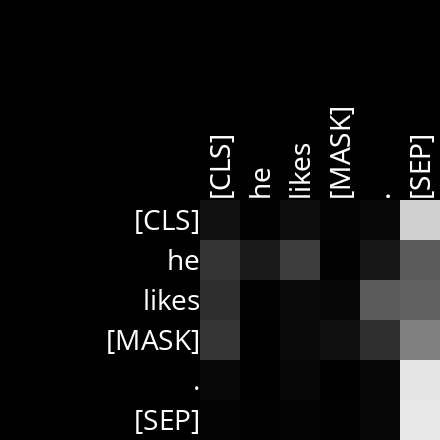 [CLS]
he
likes
[MASK]
.
[SEP]
[CLS]
he
likes
[MASK]
.
[SEP]